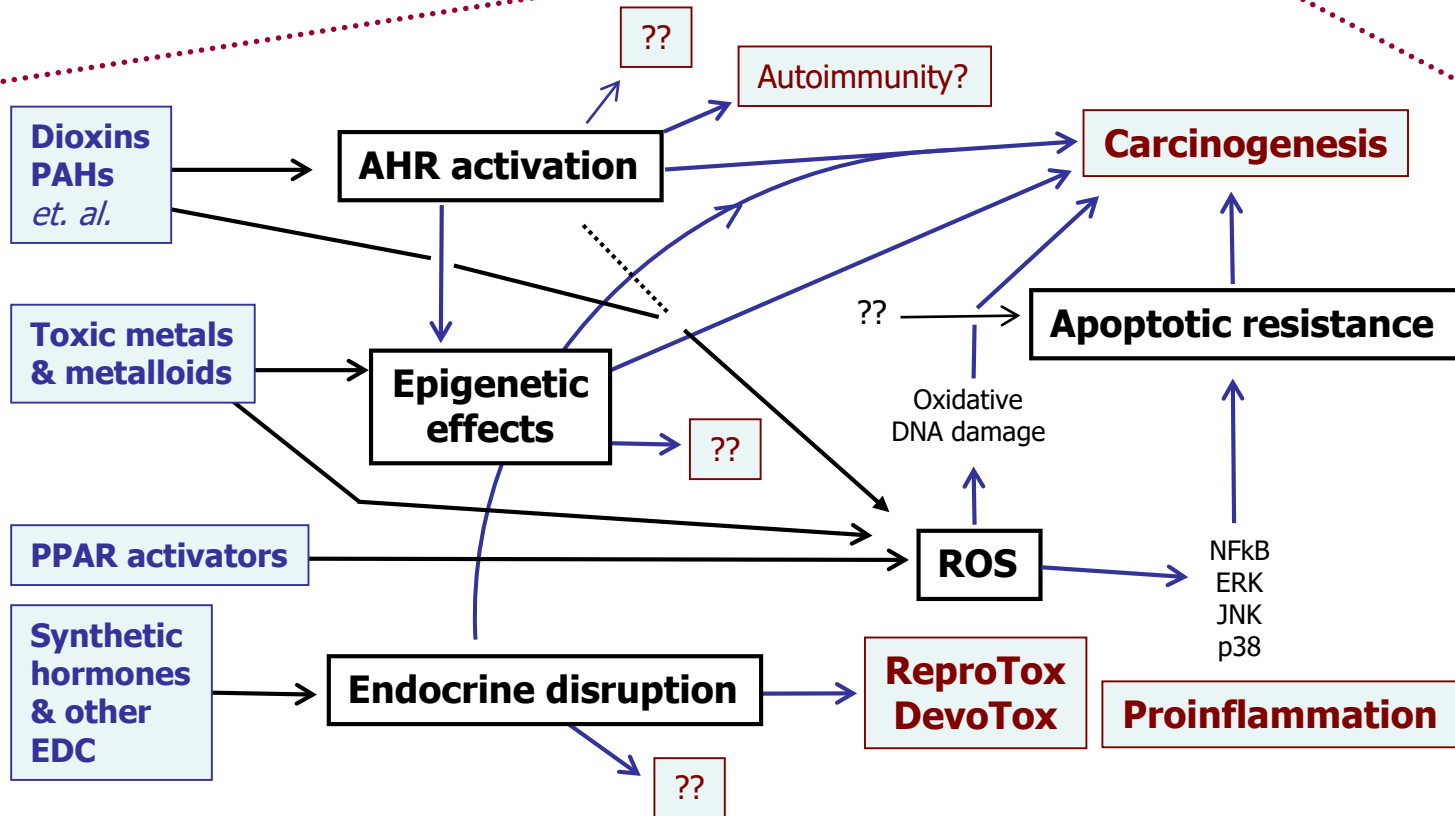 ??
Autoimmunity?
Dioxins
PAHs
et. al.
AHR activation
Carcinogenesis
Toxic metals
& metalloids
??
Apoptotic resistance
Epigenetic
effects
Oxidative
DNA damage
??
PPAR activators
ROS
NFkB
ERK
JNK
p38
Synthetic
hormones
& other
EDC
Endocrine disruption
ReproTox
DevoTox
Proinflammation
??